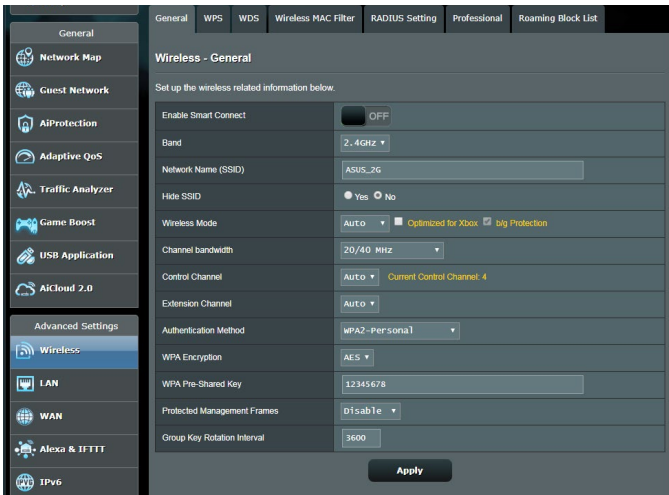 General
Network Map
Guest Network
AiProtection
Adaptive QoS
Traffic Analyzer
Game Boost
USB Application
AiCloud 2.0
Advanced Settings
Wireless
LAN
WAN
Alexa & IFTTT
IPv6
General WPS WDS Wireless MAC Filter RADIUS Setting Professional Roaming Block List
Wireless - General
Set up the wireless related information below.
Enable Smart Connect OFF
Band 2.4GHz
Network Name (SSID) ASUS_2G
Hide SSID Yes No
Wireless Mode Auto Optimized for Xbox b/g Protection
Channel bandwidth 20/40 MHz
Control Channel Auto Current Control Channel: 4
Extension Channel Auto
Authentication Method WPA2-Personal
WPA Encryption AES
WPA Pre-Shared Key 12345678
Protected Management Frames Disable
Group Key Rotation Interval 3600
Apply